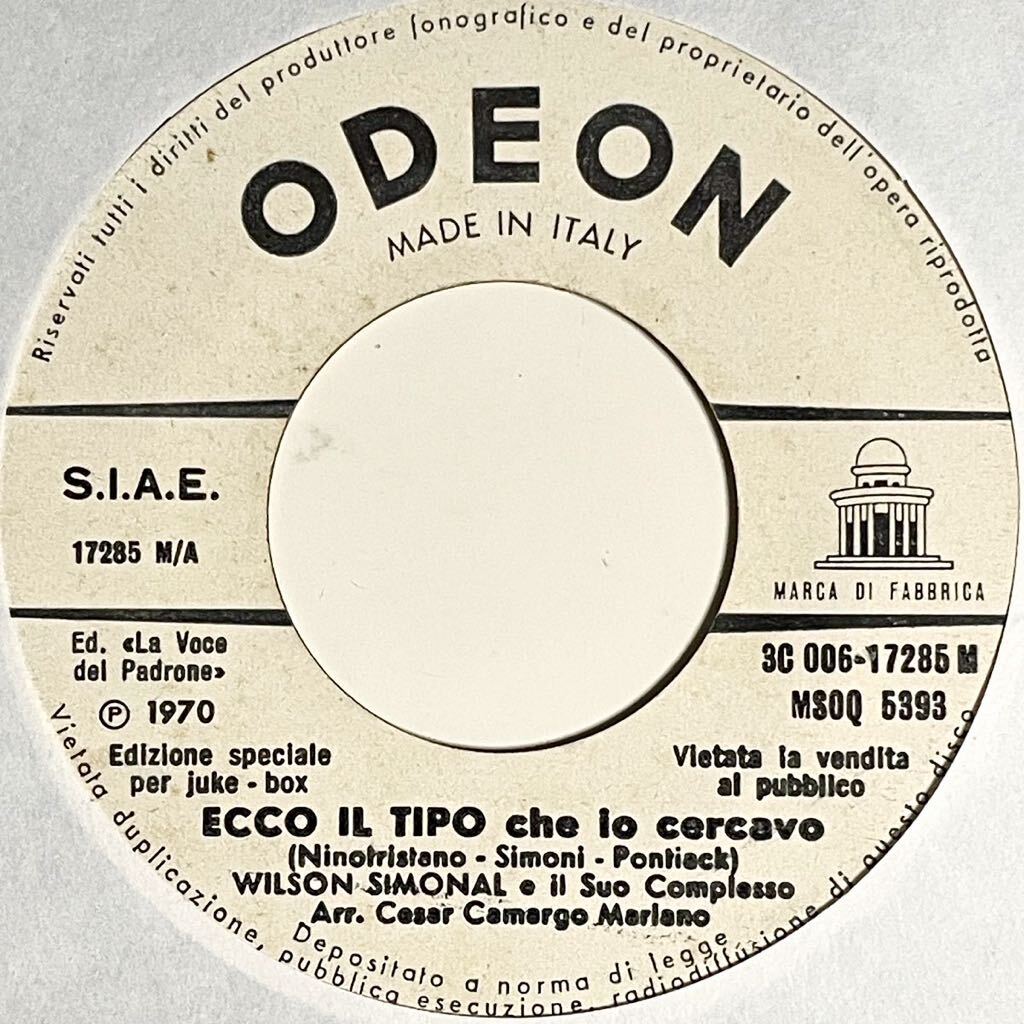 Riservati tutti i diritti del produttore fonografico e del proprietario dell'opera riprodotta
ODEON
MADE IN ITALY
S.I.A.E.
17285 M/A
MARCA DI FABBRICA
Ed. «La Voce
del Padrone»
℗ 1970
3C 006-17285 M
MSOQ 5393
Edizione speciale
per juke - box
Vietata la vendita
al pubblico
ECCO IL TIPO che io cercavo
(Ninotristano - Simoni - Pontiack)
WILSON SIMONAL e il Suo Complesso
Arr. Cesar Camargo Mariano
Depositato a norma di legge
Vietata duplicazione, pubblica esecuzione, radiodiffusione di questo disco